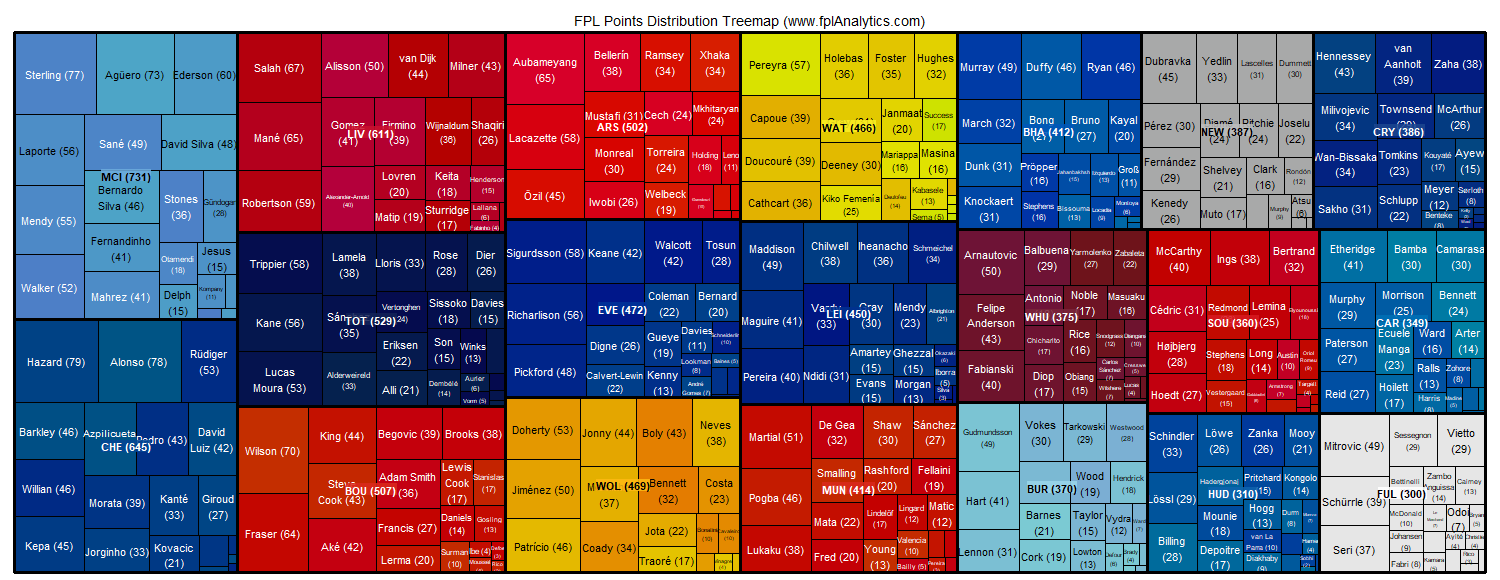 FPL Points Distribution Treemap (www.fplAnalytics.com)
Sterling (77)
Agüero (73)
Ederson (60)
Laporte (56)
Sané (49)
David Silva (48)
MCI (731)
Bernardo
Silva (46)
Stones
(36)
Gündogan
(28)
Mendy (55)
Fernandinho
(41)
Otamendi
(18)
Jesus
(15)
Walker (52)
Mahrez (41)
Delph
(15)
Kompany
(11)
Salah (67)
Alisson (50)
van Dijk
(44)
Milner (43)
Mané (65)
Gomez
(41)
LIV (611)
Firmino
(39)
Wijnaldum
(36)
Shaqiri
(26)
Robertson (59)
Alexander-Arnold
(40)
Lovren
(20)
Keita
(18)
Henderson
(15)
Matip (19)
Sturridge
(17)
Lallana
(6)
Fabinho (4)
Aubameyang
(65)
Bellerín
(38)
Ramsey
(34)
Xhaka
(34)
Lacazette (58)
Mustafi (31)
Cech (24)
Mkhitaryan
(24)
ARS (502)
Monreal
(30)
Torreira
(24)
Holding
(18)
Leno
(11)
Özil (45)
Iwobi (26)
Welbeck
(19)
Pereyra (57)
Holebas
(36)
Foster
(35)
Hughes
(32)
Capoue (39)
Janmaat
(20)
Success
(17)
WAT (466)
Doucouré (39)
Deeney (30)
Mariappa
(16)
Masina
(16)
Cathcart (36)
Kiko Femenía
(25)
Deulofeu
(14)
Kabasele
(13)
Sema (5)
Murray (49)
Duffy (46)
Ryan (46)
March (32)
Bong
(27)
BHA (412)
Bruno
(27)
Kayal
(20)
Dunk (31)
Pröpper
(16)
Jahanbakhsh
(15)
Izquierdo
(13)
Groß
(11)
Knockaert
(31)
Stephens
(16)
Bissouma
(13)
Locadia
(9)
Montoya
(6)
Dubravka
(45)
Yedlin
(33)
Lascelles
(31)
Dummett
(30)
Pérez (30)
Diamé
(24)
NEW (387)
Ritchie
(24)
Joselu
(22)
Fernández
(29)
Shelvey
(21)
Clark
(16)
Rondón
(12)
Kenedy
(26)
Muto (17)
Murphy
(9)
Atsu
(6)
Hennessey
(43)
van
Aanholt
(39)
Zaha (38)
Milivojevic
(34)
Townsend
McArthur
(26)
CRY (386)
Wan-Bissaka
(34)
Tomkins
(23)
Kouyaté
(17)
Ayew
(15)
Sakho (31)
Schlupp
(22)
Meyer
(12)
Sørloth
(8)
Benteke
(8)
Trippier (58)
Lamela
(38)
Lloris (33)
Rose
(28)
Dier
(26)
Kane (56)
(35)
TOT (529)
Vertonghen
(24)
Sissoko
(18)
Davies
(15)
Eriksen
(22)
Son
(15)
Winks
(13)
Lucas
Moura (53)
Alderweireld
(33)
Alli (21)
Dembélé
(14)
Aurier
(6)
Vorm (5)
Sigurdsson (58)
Keane (42)
Walcott
(42)
Tosun
(28)
Richarlison (56)
EVE (472)
Coleman
(22)
Bernard
(20)
Digne (26)
Gueye
(19)
Davies
(11)
Schneiderlin
(10)
Pickford (48)
Calvert-Lewin
(22)
Kenny
(13)
Lookman
(8)
Baines (5)
André
Gomes (7)
Maddison
(49)
Chilwell
(38)
Iheanacho
(36)
Schmeichel
(34)
Maguire (41)
Vardy
(33)
LEI (450)
Gray
(30)
Mendy
(23)
Albrighton
(21)
Pereira (40)
Ndidi (31)
Amartey
(15)
Ghezzal
(15)
Okazaki
(6)
Iborra
(5)
Evans
(15)
Morgan
(13)
Silva
(3)
Arnautovic
(50)
Balbuena
(29)
Yarmolenko
(27)
Zabaleta
(22)
Felipe
Anderson
(43)
Antonio
(19)
Noble
(17)
Masuaku
(16)
WHU (375)
Chicharito
(17)
Rice
(16)
Snodgrass
(12)
Diangana
(10)
Fabianski
(40)
Diop
(17)
Obiang
(15)
Carlos
Sánchez
(7)
Cresswell
(5)
Wilshere
Lucas
(4)
McCarthy
(40)
Ings (38)
Bertrand
(32)
Cédric (31)
Redmond
Lemina
(25)
Elyounoussi
(18)
SOU (360)
Højbjerg
(28)
Stephens
(18)
Long
(14)
Austin
(10)
Oriol
Romeu
Hoedt (27)
Vestergaard
(15)
Gabbiadini
(8)
Armstrong
(7)
Targett
Etheridge
(41)
Bamba
(30)
Camarasa
(30)
Murphy
(29)
Morrison
(25)
Bennett
(24)
CAR (349)
Paterson
(27)
Ecuele
Manga
(23)
Ward
(16)
Arter
(14)
Reid (27)
Hoilett
(17)
Ralls
(13)
Zohore
(8)
Harris
(8)
Madine
(5)
Hazard (79)
Alonso (78)
Rüdiger
(53)
Barkley (46)
Azpilicueta
Pedro (43)
David
Luiz (42)
CHE (645)
Willian (46)
Morata (39)
Kanté
(33)
Giroud
(27)
Kepa (45)
Jorginho (33)
Kovacic
(21)
Wilson (70)
King (44)
Begovic (39)
Brooks (38)
Steve
Cook (43)
BOU (507)
Adam Smith
(36)
Lewis
Cook
(17)
Stanislas
(17)
Fraser (64)
Aké (42)
Francis (27)
Daniels
(14)
Gosling
(13)
Lerma (20)
Surman
(10)
Ibe (4)
Doherty (53)
Jonny (44)
Boly (43)
Neves
(38)
Jiménez (50)
(37)
WOL (469)
Bennett
(32)
Costa
(23)
Patrício (46)
Coady (34)
Jota (22)
Traoré (17)
Martial (51)
De Gea
(32)
Shaw
(30)
Sánchez
(27)
Pogba (46)
Smalling
MUN (414)
Rashford
(20)
Fellaini
(19)
Mata (22)
Lindelöf
(17)
Lingard
(12)
Matic
(12)
Lukaku (38)
Fred (20)
Young
(13)
Valencia
(10)
Bailly (5)
Pereira
Gudmundsson
(49)
Vokes
(30)
Tarkowski
(29)
Westwood
(28)
Hart (41)
BUR (370)
Wood
(19)
Hendrick
(18)
Barnes
(21)
Taylor
(15)
Vydra
(12)
Lennon (31)
Cork (19)
Lowton
(13)
Defour
Brady
(4)
Schindler
(33)
Löwe
(26)
Zanka
(26)
Mooy
(21)
Lössl (29)
Hadergjonaj
Pritchard
(15)
Kongolo
(14)
HUD (310)
Mounié
(18)
Hogg
(13)
Durm
(8)
Billing
(28)
Depoitre
(17)
van La
Parra (10)
Hamer
(4)
Diakhaby
(9)
Mitrovic (49)
Sessegnon
(29)
Vietto
(29)
Schürrle (39)
Bettinelli
Zambo
Anguissa
(14)
Cairney
(13)
FUL (300)
McDonald
(10)
Odoi
(7)
Bryan
(5)
Seri (37)
Johansen
(9)
Ayité
(4)
Christie
(4)
Fabri (8)
Kamara
(5)